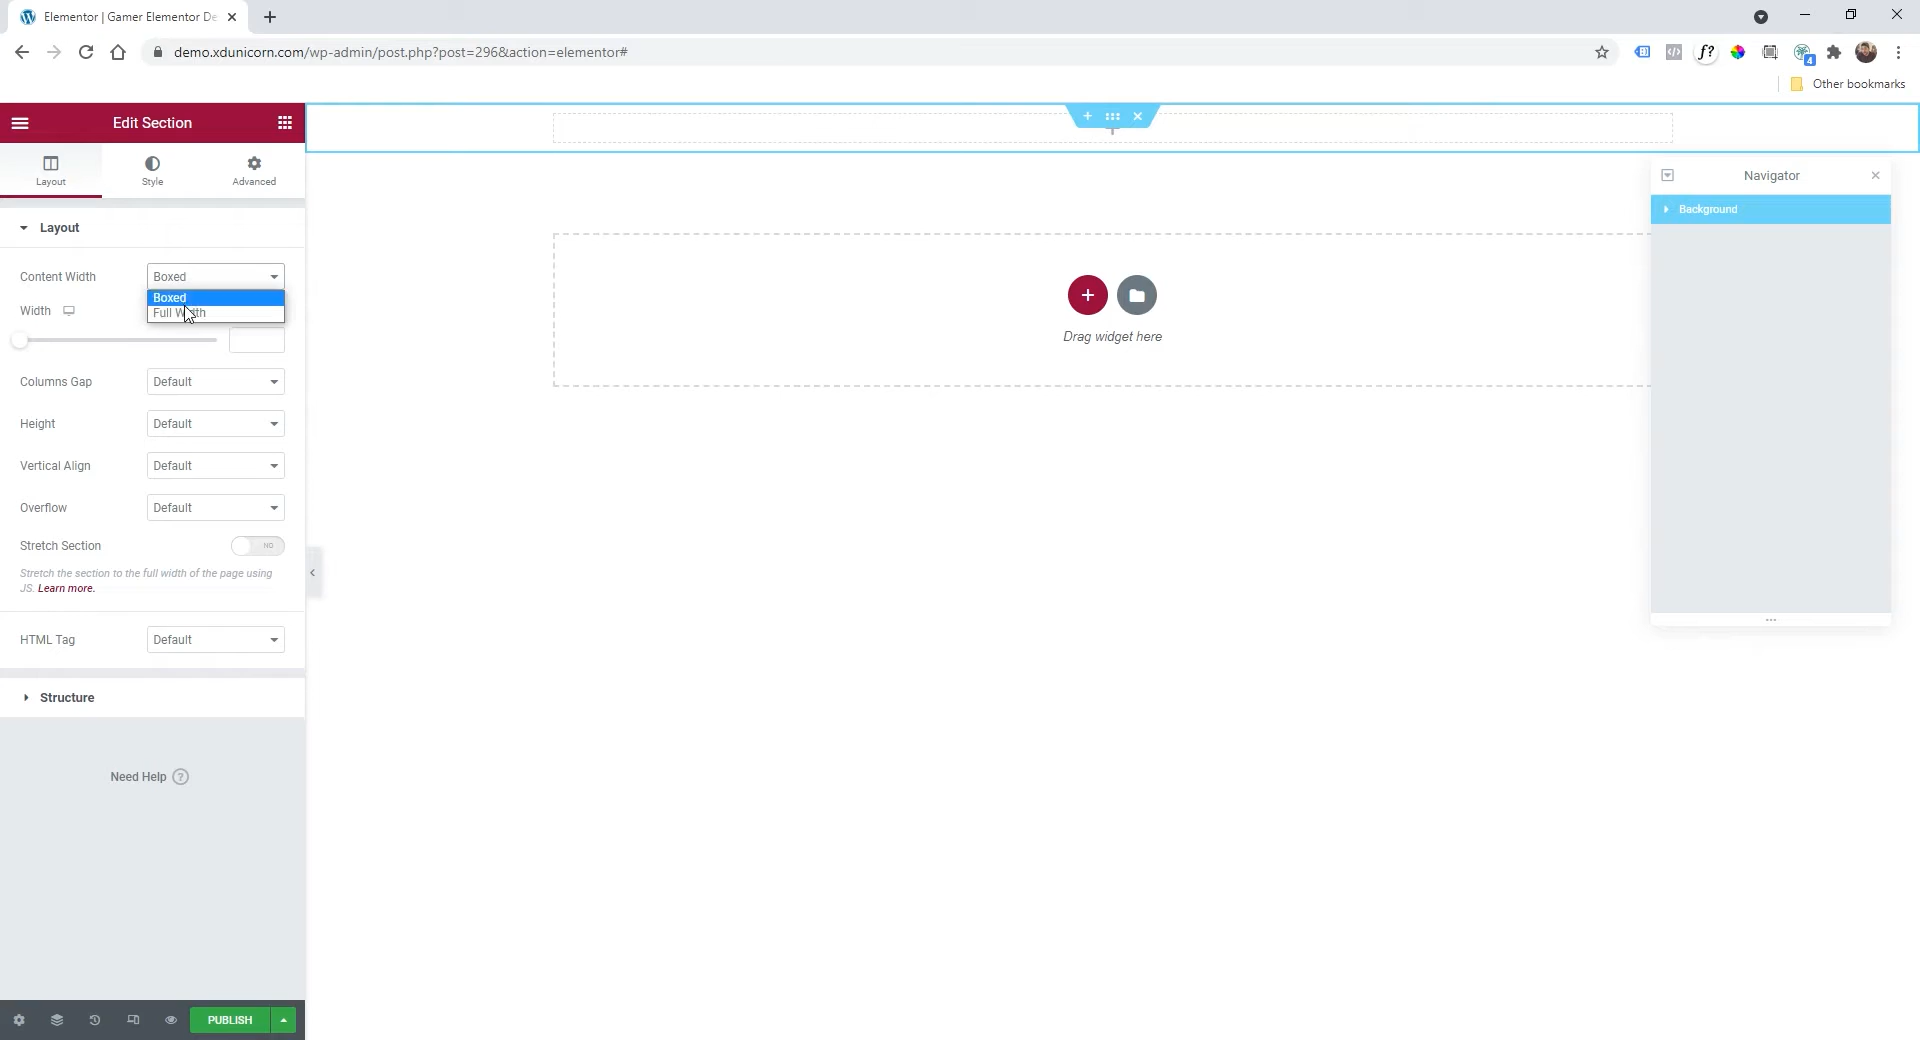 Elementor | Gamer Elementor De
demo.xdunicorn.com/wp-admin/post.php?post=296&action=elementor#
f?
4
Other bookmarks
Edit Section
Layout
Style
Advanced
Layout
Content Width
Boxed
Boxed
Full Width
Width
Columns Gap
Default
Height
Default
Vertical Align
Default
Overflow
Default
Stretch Section
NO
Stretch the section to the full width of the page using
JS. Learn more.
HTML Tag
Default
Structure
Need Help ?
PUBLISH
Drag widget here
Navigator
Background